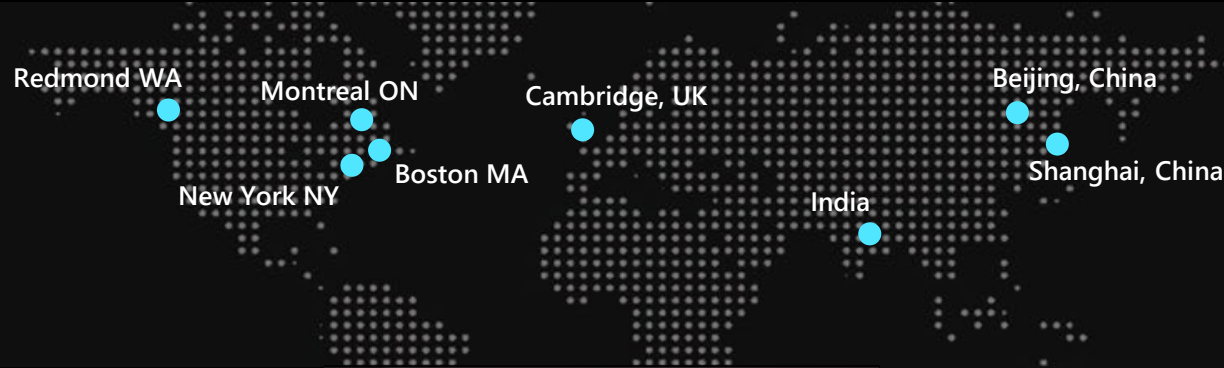 Redmond WA
Montreal ON
Cambridge, UK
Beijing, China
Boston MA
Shanghai, China
New York NY
India